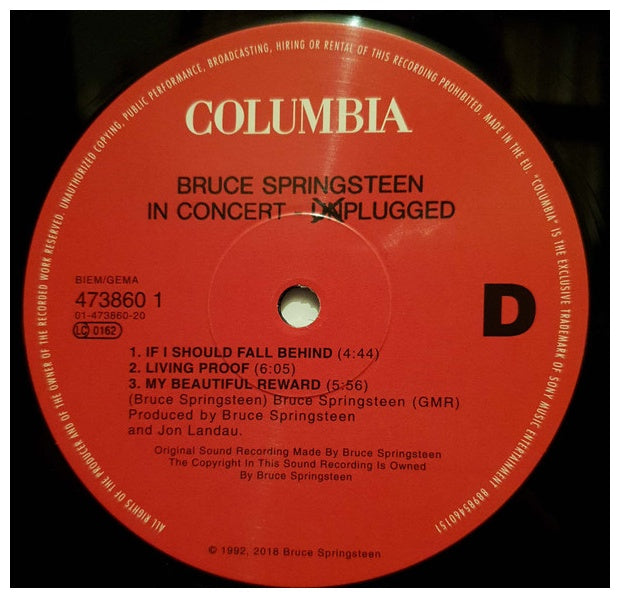 ALL RIGHTS OF THE PRODUCER AND OF THE OWNER OF THE RECORDED WORK RESERVED. UNAUTHORIZED COPYING, PUBLIC PERFORMANCE, BROADCASTING, HIRING OR RENTAL OF THIS RECORDING PROHIBITED. MADE IN THE EU. "COLUMBIA" IS THE EXCLUSIVE TRADEMARK OF SONY MUSIC ENTERTAINMENT 88985460151
COLUMBIA
BRUCE SPRINGSTEEN
IN CONCERT - UNPLUGGED
BIEM/GEMA
473860 1
01-473860-20
LC 0162
D
1. IF I SHOULD FALL BEHIND (4:44)
2. LIVING PROOF (6:05)
3. MY BEAUTIFUL REWARD (5:56)
(Bruce Springsteen) Bruce Springsteen (GMR)
Produced by Bruce Springsteen
and Jon Landau.
Original Sound Recording Made By Bruce Springsteen
The Copyright In This Sound Recording Is Owned
By Bruce Springsteen
© 1992, 2018 Bruce Springsteen